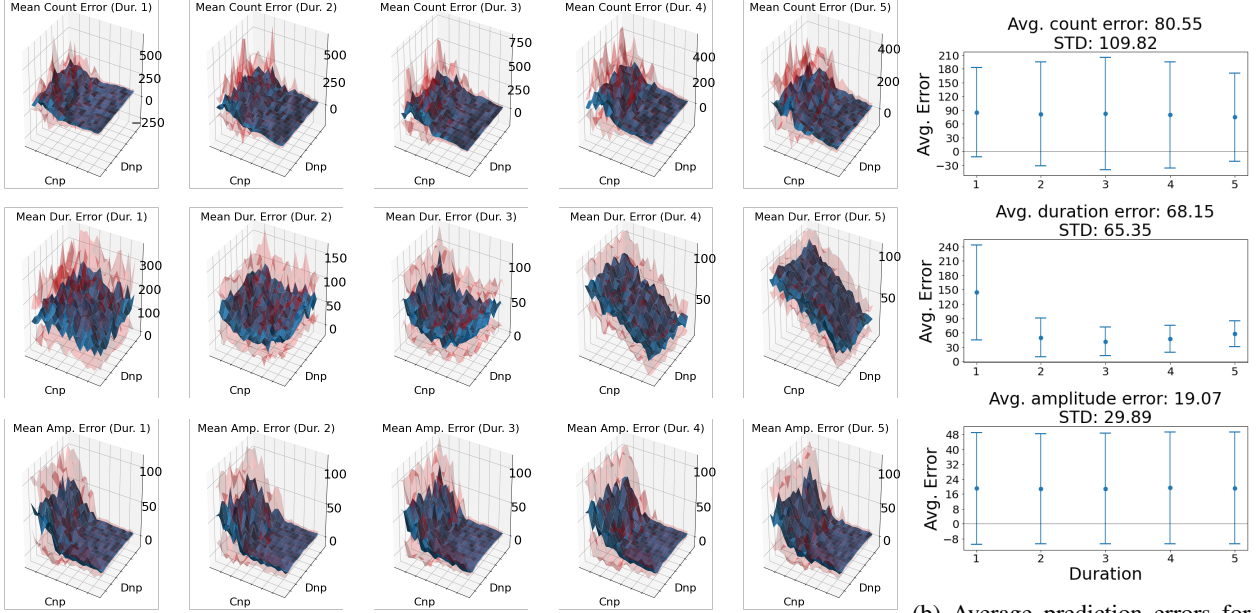 Mean Count Error (Dur. 1)
500
250
0
−250
Dnp
Cnp
Mean Count Error (Dur. 2)
500
250
0
Dnp
Cnp
Mean Count Error (Dur. 3)
750
500
250
0
Dnp
Cnp
Mean Count Error (Dur. 4)
400
200
0
Dnp
Cnp
Mean Count Error (Dur. 5)
400
200
0
Dnp
Cnp
Avg. count error: 80.55
STD: 109.82
Avg. Error
210
180
150
120
90
60
30
0
−30
1 2 3 4 5
Mean Dur. Error (Dur. 1)
300
200
100
0
Dnp
Cnp
Mean Dur. Error (Dur. 2)
150
100
50
0
Dnp
Cnp
Mean Dur. Error (Dur. 3)
100
50
0
Dnp
Cnp
Mean Dur. Error (Dur. 4)
100
50
Dnp
Cnp
Mean Dur. Error (Dur. 5)
100
50
Dnp
Cnp
Avg. duration error: 68.15
STD: 65.35
Avg. Error
240
210
180
150
120
90
60
30
0
1 2 3 4 5
Mean Amp. Error (Dur. 1)
100
50
0
Dnp
Cnp
Mean Amp. Error (Dur. 2)
100
50
0
Dnp
Cnp
Mean Amp. Error (Dur. 3)
100
50
0
Dnp
Cnp
Mean Amp. Error (Dur. 4)
100
50
0
Dnp
Cnp
Mean Amp. Error (Dur. 5)
100
50
0
Dnp
Cnp
Avg. amplitude error: 19.07
STD: 29.89
Avg. Error
48
40
32
24
16
8
0
−8
1 2 3 4 5
Duration
(b) Average prediction errors for